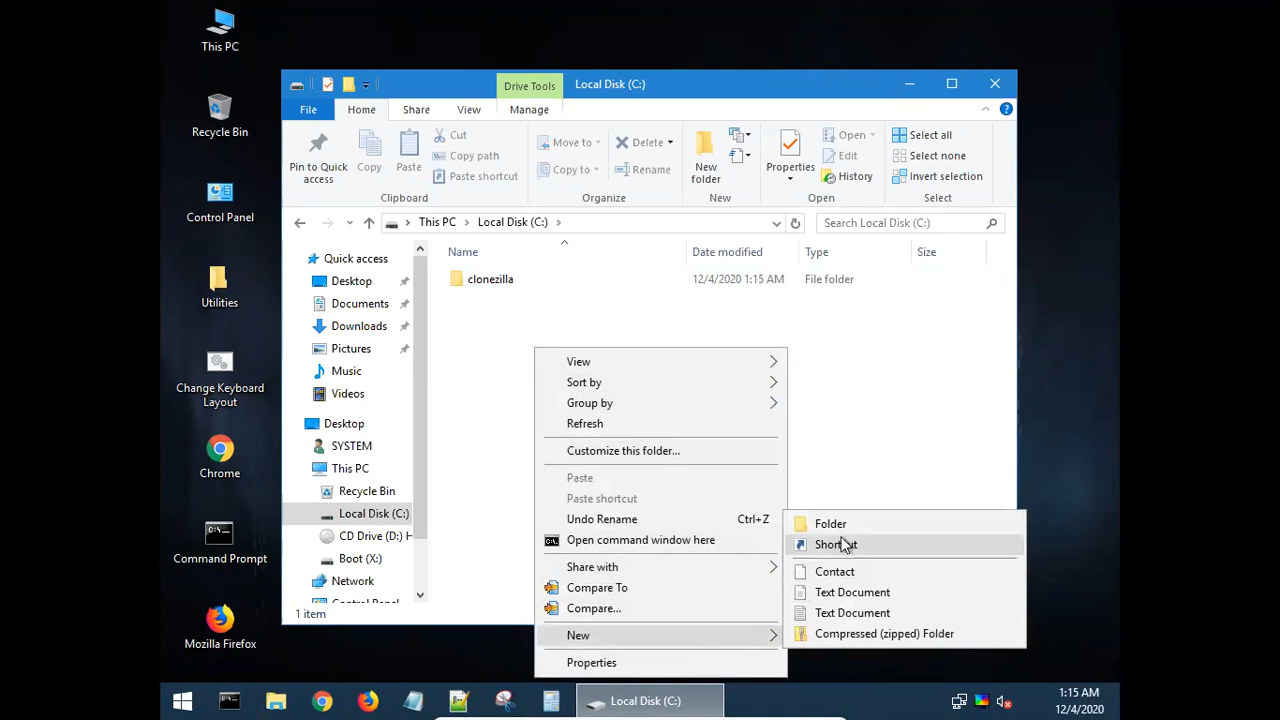 This PC
Recycle Bin
Control Panel
Utilities
Change Keyboard
Layout
Chrome
Command Prompt
Mozilla Firefox
Drive Tools
Local Disk (C:)
File
Home
Share
View
Manage
Pin to Quick
access
Copy
Paste
Cut
Copy path
Paste shortcut
Clipboard
Move to
Copy to
Delete
Rename
Organize
New
folder
New
Properties
Open
Edit
History
Open
Select all
Select none
Invert selection
Select
This PC
Local Disk (C:)
Search Local Disk (C:)
Quick access
Desktop
Documents
Downloads
Pictures
Music
Videos
Desktop
SYSTEM
This PC
Recycle Bin
Local Disk (C:)
CD Drive (D:) H
Boot (X:)
Network
Control Panel
1 item
Name
Date modified
Type
Size
clonezilla
12/4/2020 1:15 AM
File folder
View
Sort by
Group by
Refresh
Customize this folder...
Paste
Paste shortcut
Undo Rename Ctrl+Z
Open command window here
Share with
Compare To
Compare...
New
Properties
Folder
Shortcut
Contact
Text Document
Text Document
Compressed (zipped) Folder
Local Disk (C:)
1:15 AM
12/4/2020